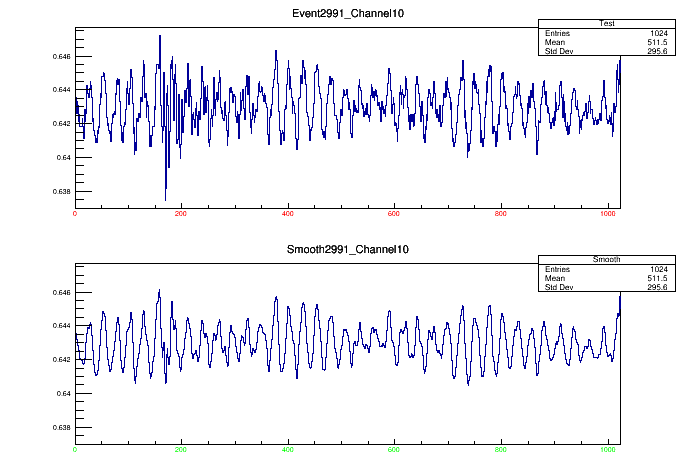 Event2991_Channel10
Test
Entries 1024
Mean 511.5
Std Dev 295.6
0.646
0.644
0.642
0.64
0.638
0 200 400 600 800 1000
Smooth2991_Channel10
Smooth
Entries 1024
Mean 511.5
Std Dev 295.6
0.646
0.644
0.642
0.64
0.638
0 200 400 600 800 1000